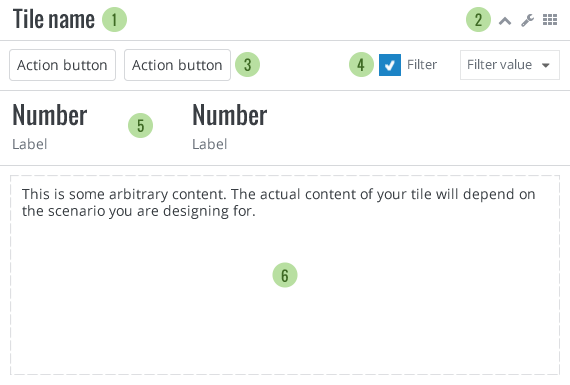 Tile name 1 2
Action button Action button 3 4 Filter Filter value
Number 5 Number
Label Label
This is some arbitrary content. The actual content of your tile will depend on
the scenario you are designing for.
6